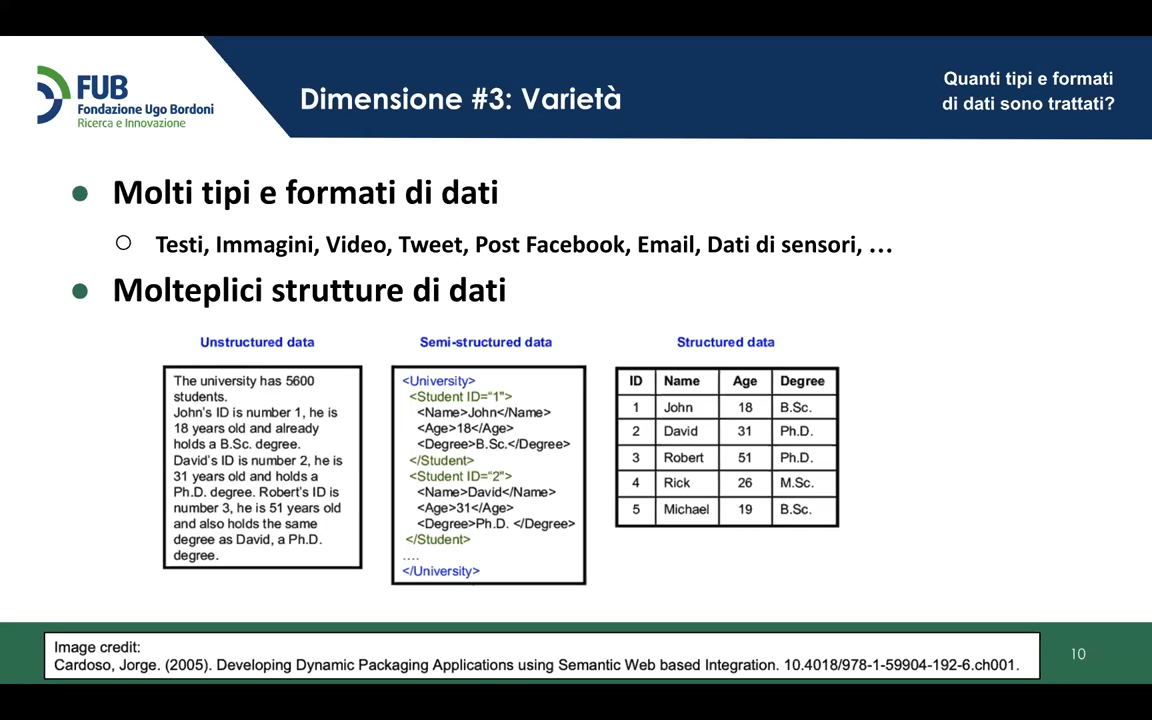 FUB
Fondazione Ugo Bordoni
Ricerca e Innovazione
Dimensione #3: Varietà
Quanti tipi e formati
di dati sono trattati?
● Molti tipi e formati di dati
○ Testi, Immagini, Video, Tweet, Post Facebook, Email, Dati di sensori, …
● Molteplici strutture di dati
Unstructured data
The university has 5600
students.
John's ID is number 1, he is
18 years old and already
holds a B.Sc. degree.
David's ID is number 2, he is
31 years old and holds a
Ph.D. degree. Robert's ID is
number 3, he is 51 years old
and also holds the same
degree as David, a Ph.D.
degree.
Semi-structured data
<University>
<Student ID="1">
<Name>John</Name>
<Age>18</Age>
<Degree>B.Sc.</Degree>
</Student>
<Student ID="2">
<Name>David</Name>
<Age>31</Age>
<Degree>Ph.D. </Degree>
</Student>
....
</University>
Structured data
ID Name Age Degree
1 John 18 B.Sc.
2 David 31 Ph.D.
3 Robert 51 Ph.D.
4 Rick 26 M.Sc.
5 Michael 19 B.Sc.
Image credit:
Cardoso, Jorge. (2005). Developing Dynamic Packaging Applications using Semantic Web based Integration. 10.4018/978-1-59904-192-6.ch001.
10